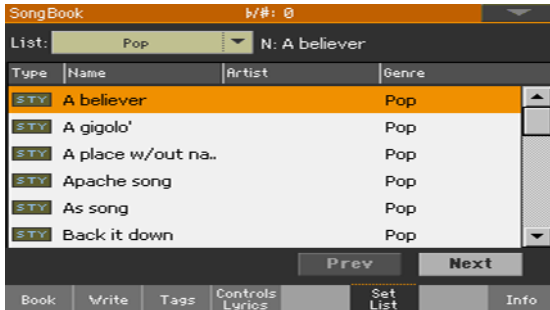 SongBook b/#: 0
List: Pop N: A believer
Type Name Artist Genre
STY A believer Pop
STY A gigolo' Pop
STY A place w/out na.. Pop
STY Apache song Pop
STY As song Pop
STY Back it down Pop
Prev Next
Book Write Tags Controls Lyrics Set List Info